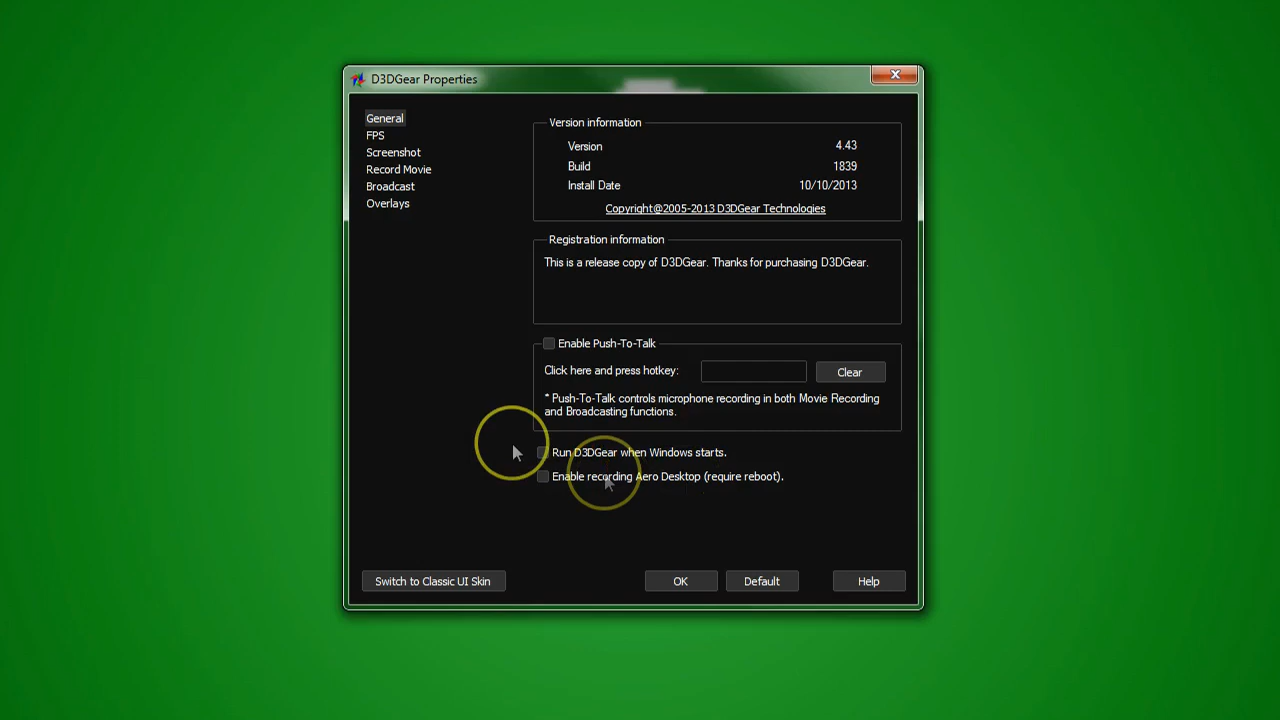 D3DGear Properties
General
FPS
Screenshot
Record Movie
Broadcast
Overlays
Version information
Version 4.43
Build 1839
Install Date 10/10/2013
Copyright@2005-2013 D3DGear Technologies
Registration information
This is a release copy of D3DGear. Thanks for purchasing D3DGear.
Enable Push-To-Talk
Click here and press hotkey: Clear
* Push-To-Talk controls microphone recording in both Movie Recording
and Broadcasting functions.
Run D3DGear when Windows starts.
Enable recording Aero Desktop (require reboot).
Switch to Classic UI Skin OK Default Help